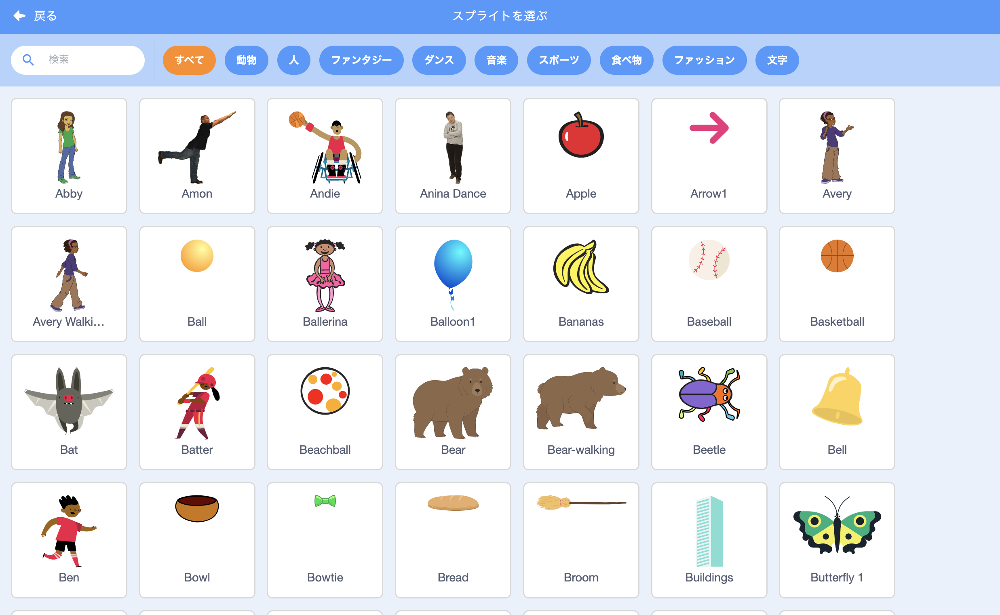 戻る
スプライトを選ぶ
検索
すべて
動物
人
ファンタジー
ダンス
音楽
スポーツ
食べ物
ファッション
文字
Abby
Amon
Andie
Anina Dance
Apple
Arrow1
Avery
Avery Walki...
Ball
Ballerina
Balloon1
Bananas
Baseball
Basketball
Bat
Batter
Beachball
Bear
Bear-walking
Beetle
Bell
Ben
Bowl
Bowtie
Bread
Broom
Buildings
Butterfly 1